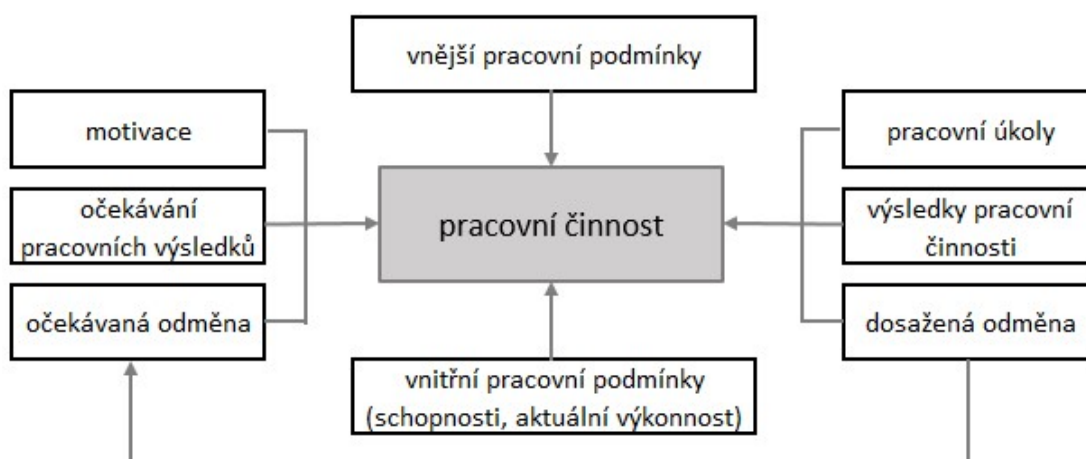 vnější pracovní podmínky
motivace
pracovní úkoly
očekávání
pracovních výsledků
pracovní činnost
výsledky pracovní
činnosti
očekávaná odměna
dosažená odměna
vnitřní pracovní podmínky
(schopnosti, aktuální výkonnost)